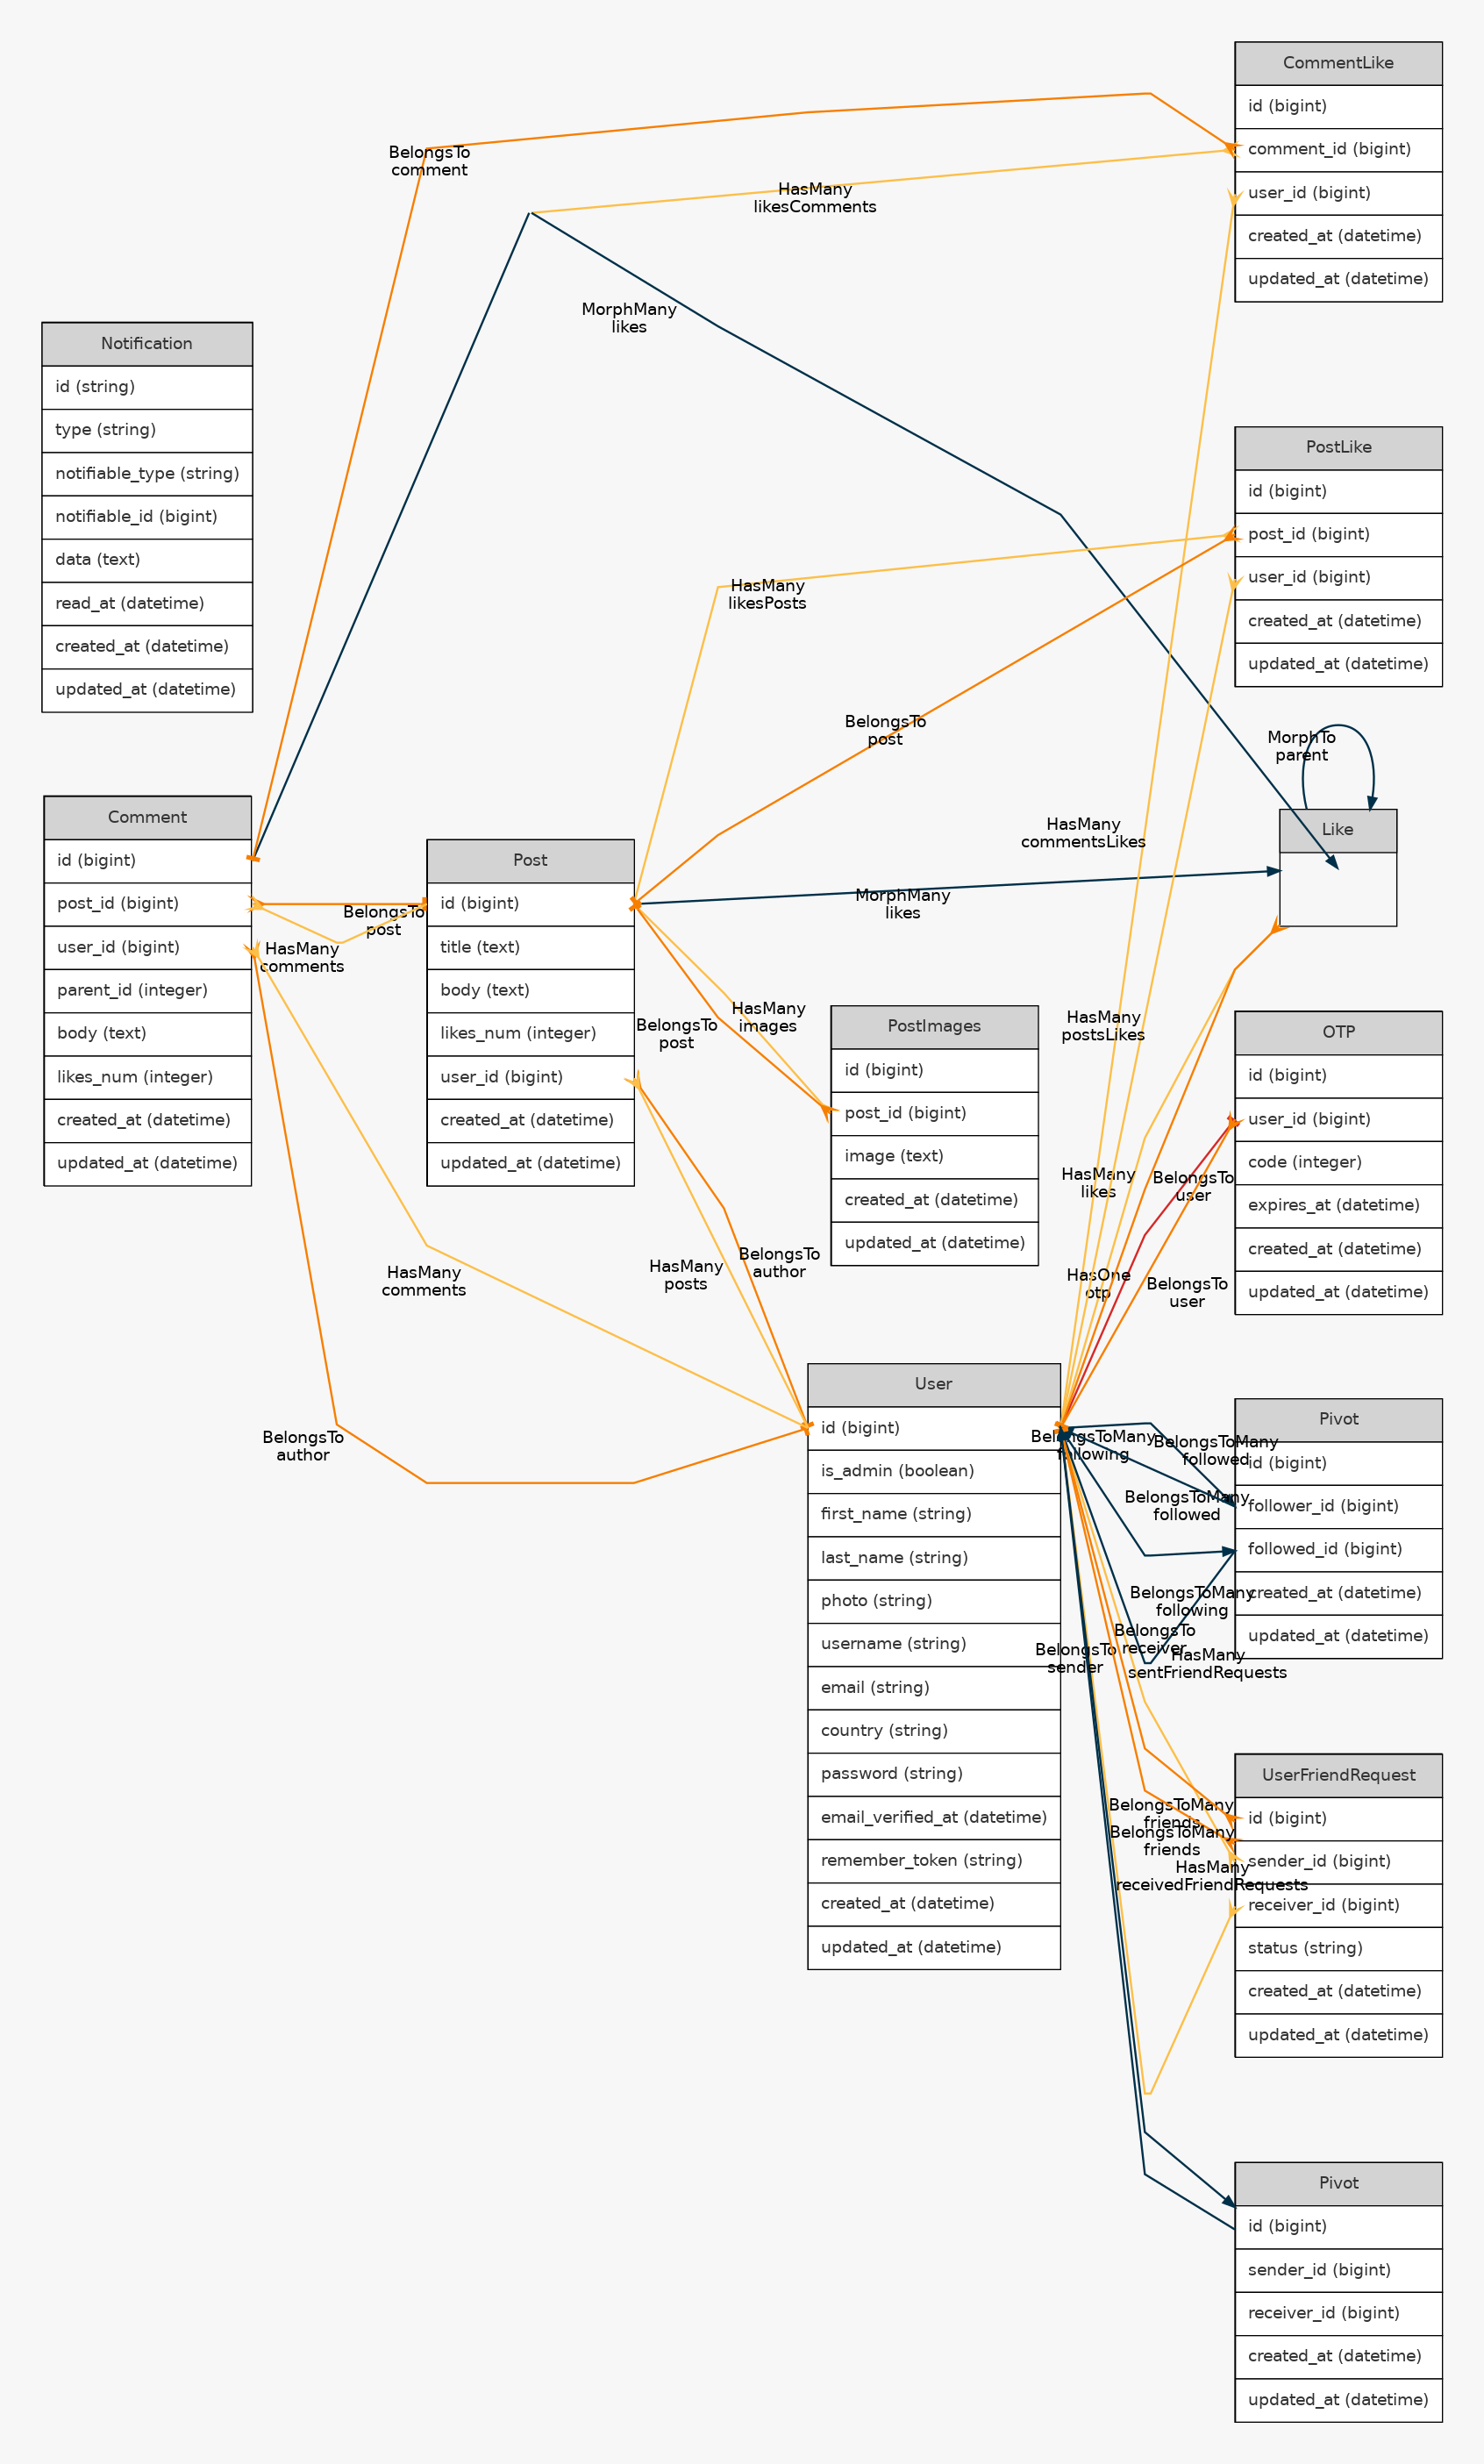 CommentLike
id (bigint)
comment_id (bigint)
user_id (bigint)
created_at (datetime)
updated_at (datetime)
BelongsTo
comment
HasMany
likesComments
MorphMany
likes
Notification
id (string)
type (string)
notifiable_type (string)
notifiable_id (bigint)
data (text)
read_at (datetime)
created_at (datetime)
updated_at (datetime)
PostLike
id (bigint)
post_id (bigint)
user_id (bigint)
created_at (datetime)
updated_at (datetime)
HasMany
likesPosts
BelongsTo
post
MorphTo
parent
Like
HasMany
commentsLikes
MorphMany
likes
Comment
id (bigint)
post_id (bigint)
user_id (bigint)
parent_id (integer)
body (text)
likes_num (integer)
created_at (datetime)
updated_at (datetime)
BelongsTo
post
HasMany
comments
Post
id (bigint)
title (text)
body (text)
likes_num (integer)
user_id (bigint)
created_at (datetime)
updated_at (datetime)
HasMany
images
BelongsTo
post
PostImages
id (bigint)
post_id (bigint)
image (text)
created_at (datetime)
updated_at (datetime)
HasMany
postsLikes
OTP
id (bigint)
user_id (bigint)
code (integer)
expires_at (datetime)
created_at (datetime)
updated_at (datetime)
HasMany
likes
BelongsTo
user
HasOne
otp
BelongsTo
user
HasMany
posts
BelongsTo
author
HasMany
comments
BelongsTo
author
User
id (bigint)
is_admin (boolean)
first_name (string)
last_name (string)
photo (string)
username (string)
email (string)
country (string)
password (string)
email_verified_at (datetime)
remember_token (string)
created_at (datetime)
updated_at (datetime)
BelongsToMany
following
BelongsToMany
followed
BelongsToMany
followed
BelongsToMany
following
Pivot
id (bigint)
follower_id (bigint)
followed_id (bigint)
created_at (datetime)
updated_at (datetime)
BelongsTo
receiver
BelongsTo
sender
HasMany
sentFriendRequests
UserFriendRequest
id (bigint)
sender_id (bigint)
receiver_id (bigint)
status (string)
created_at (datetime)
updated_at (datetime)
BelongsToMany
friends
BelongsToMany
friends
HasMany
receivedFriendRequests
Pivot
id (bigint)
sender_id (bigint)
receiver_id (bigint)
created_at (datetime)
updated_at (datetime)